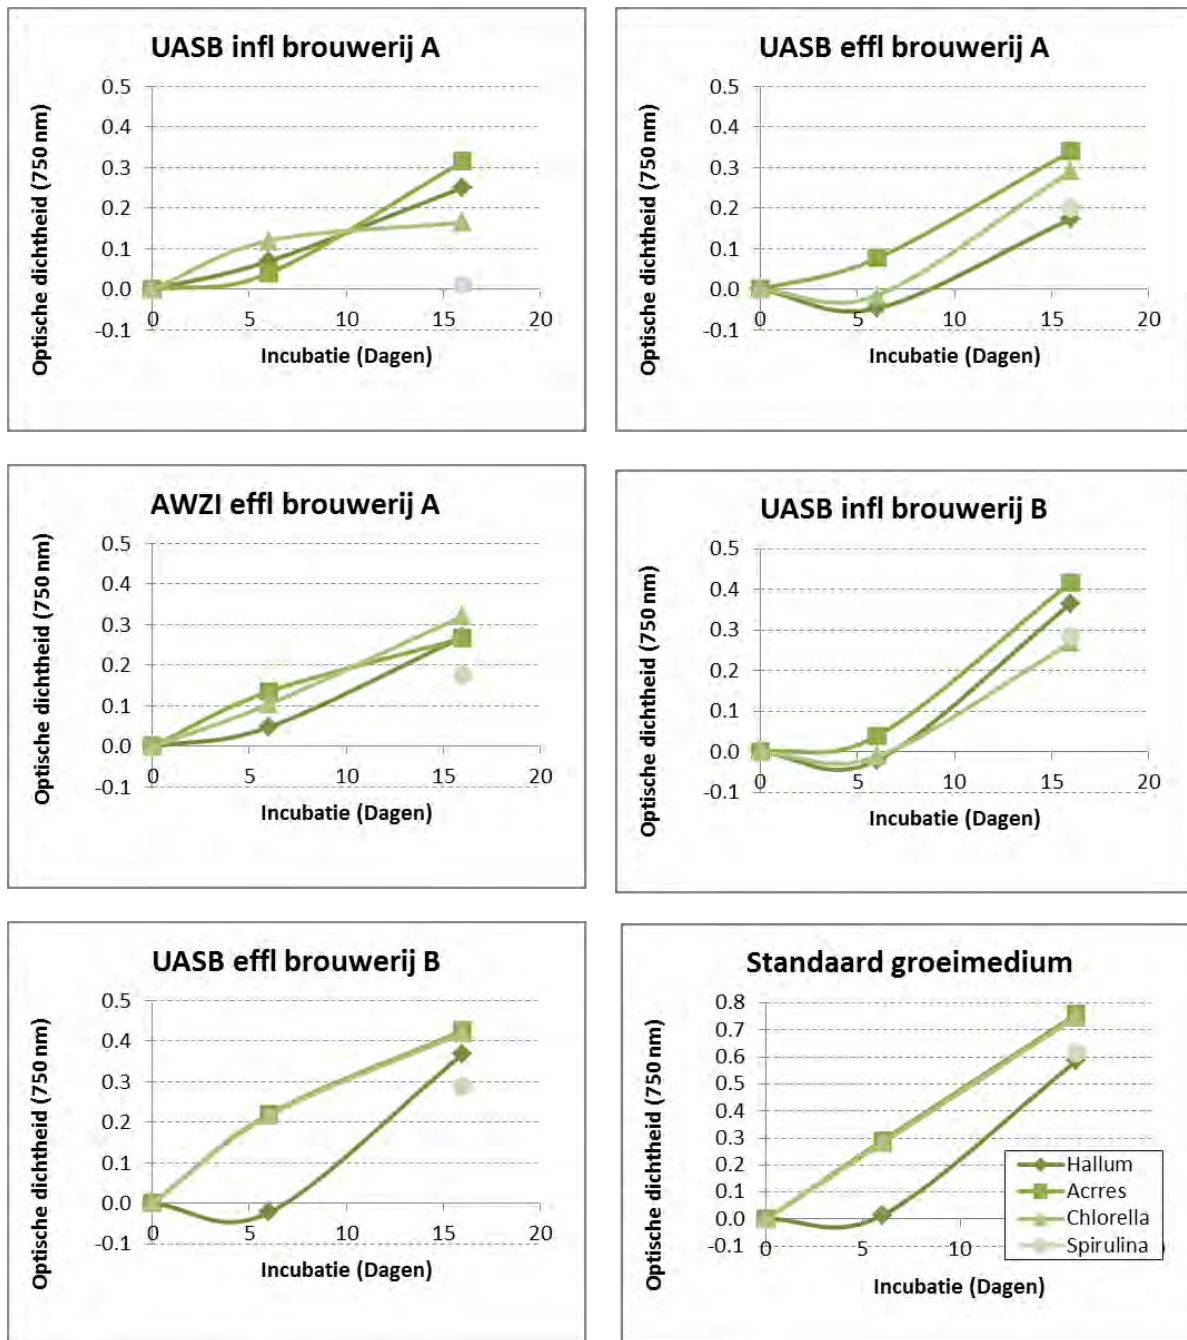 UASB infl brouwerij A
Optische dichtheid (750 nm)
0.5
0.4
0.3
0.2
0.1
0.0
-0.1
0 5 10 15 20
Incubatie (Dagen)
UASB effl brouwerij A
Optische dichtheid (750 nm)
0.5
0.4
0.3
0.2
0.1
0.0
-0.1
0 5 10 15 20
Incubatie (Dagen)
AWZI effl brouwerij A
Optische dichtheid (750 nm)
0.5
0.4
0.3
0.2
0.1
0.0
-0.1
0 5 10 15 20
Incubatie (Dagen)
UASB infl brouwerij B
Optische dichtheid (750 nm)
0.5
0.4
0.3
0.2
0.1
0.0
-0.1
0 5 10 15 20
Incubatie (Dagen)
UASB effl brouwerij B
Optische dichtheid (750 nm)
0.5
0.4
0.3
0.2
0.1
0.0
-0.1
0 5 10 15 20
Incubatie (Dagen)
Standaard groeimedium
Optische dichtheid (750 nm)
0.8
0.7
0.6
0.5
0.4
0.3
0.2
0.1
0.0
-0.1
0 5 10
Incubatie (Dagen)
Hallum
Acrres
Chlorella
Spirulina